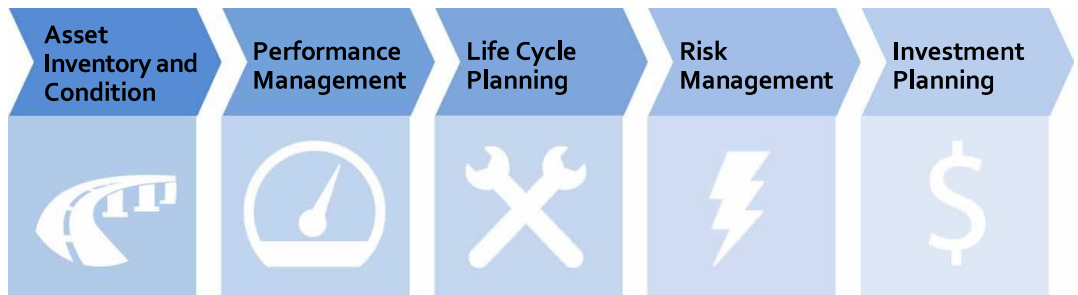 Asset
Inventory and
Condition
Performance
Management
Life Cycle
Planning
Risk
Management
Investment
Planning
$